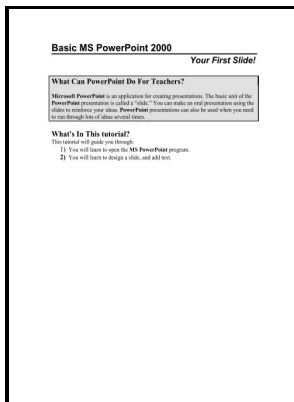 Basic MS PowerPoint 2000
Your First Slide!
What Can PowerPoint Do For Teachers?
Microsoft PowerPoint is an application for creating presentations. The basic unit of the
PowerPoint presentation is called a "slide." You can make an oral presentation using the
slides to reinforce your ideas. PowerPoint presentations can also be used when you need
to run through lots of ideas several times.
What's In This tutorial?
This tutorial will guide you through:
1) You will learn to open the MS PowerPoint program.
2) You will learn to design a slide, and add text.